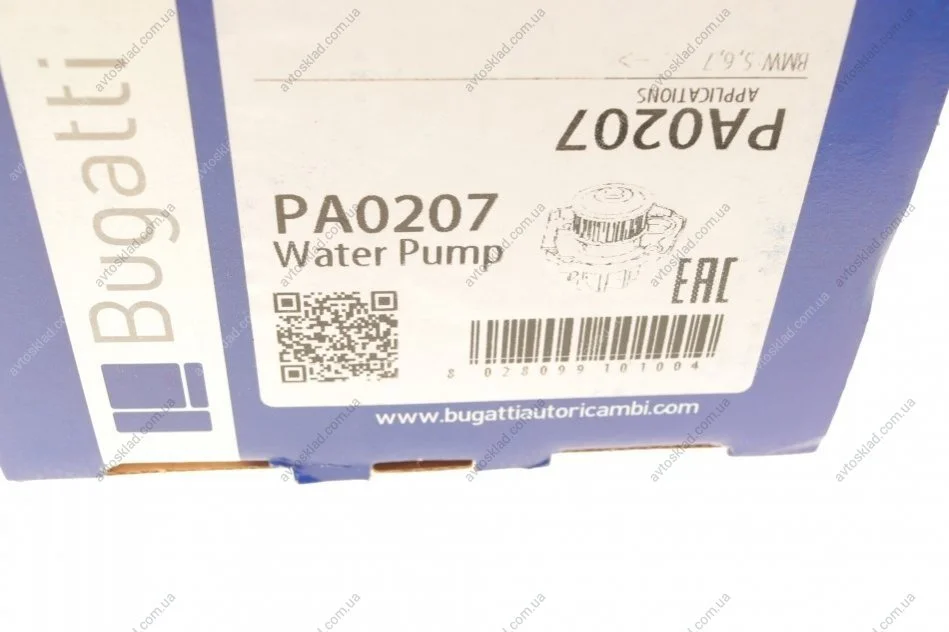 BMW 5,6,7 -->
APPLICATIONS
PA0207
PA0207
Water Pump
EAC
8 028099 101004
www.bugattiautoricambi.com
Bugatti
avtosklad.com.ua